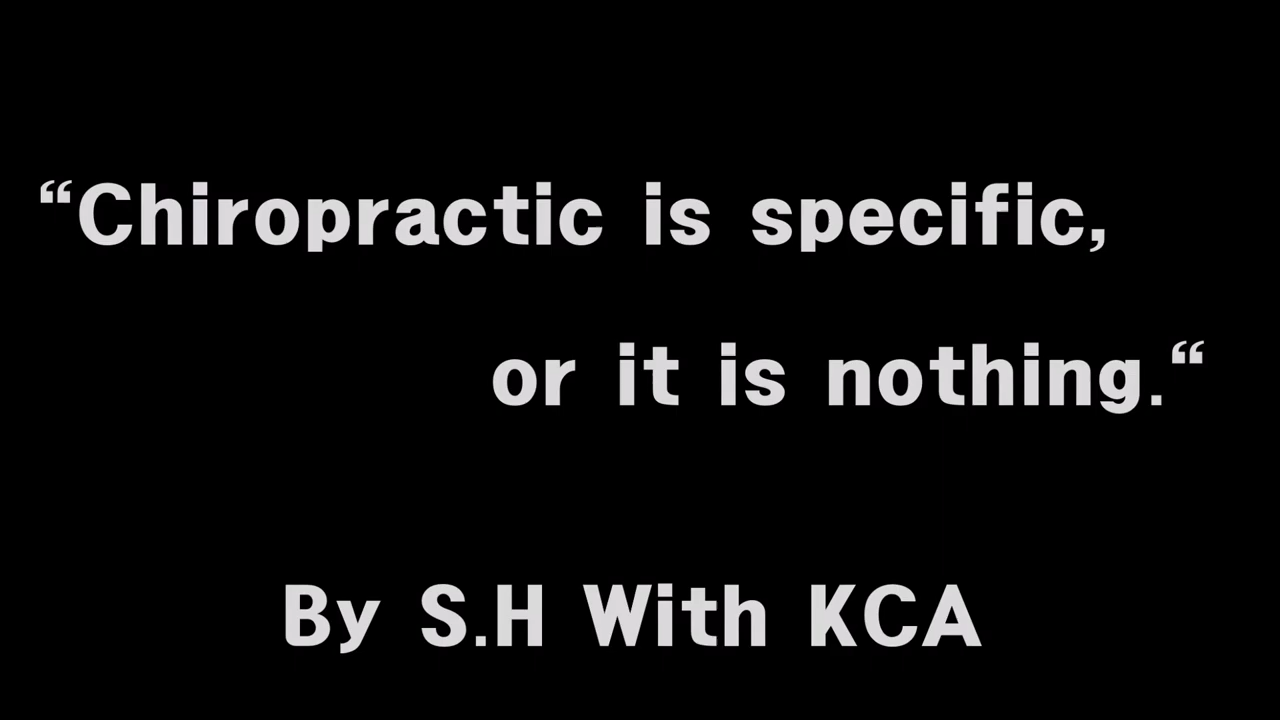 “Chiropractic is specific,
or it is nothing.“
By S.H With KCA